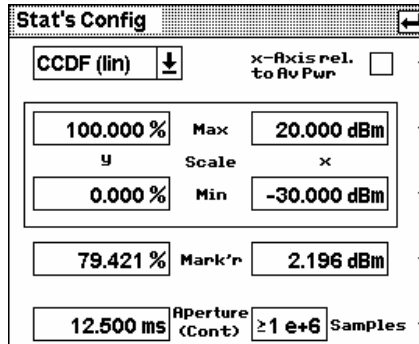 Stat's Config
CCDF (lin)
x-Axis rel.
to Av Pwr
100.000 % Max 20.000 dBm
y Scale x
0.000 % Min -30.000 dBm
79.421 % Mark'r 2.196 dBm
12.500 ms Aperture (Cont) ≥1 e+6 Samples